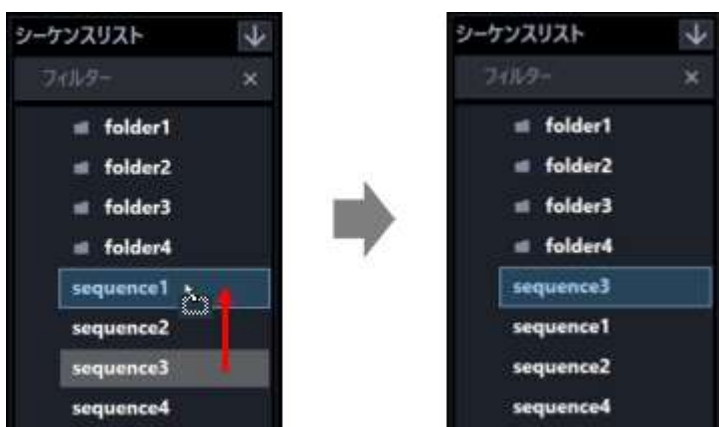 シーケンスリスト
フィルター
folder1
folder2
folder3
folder4
sequence1
sequence2
sequence3
sequence4
シーケンスリスト
フィルター
folder1
folder2
folder3
folder4
sequence3
sequence1
sequence2
sequence4